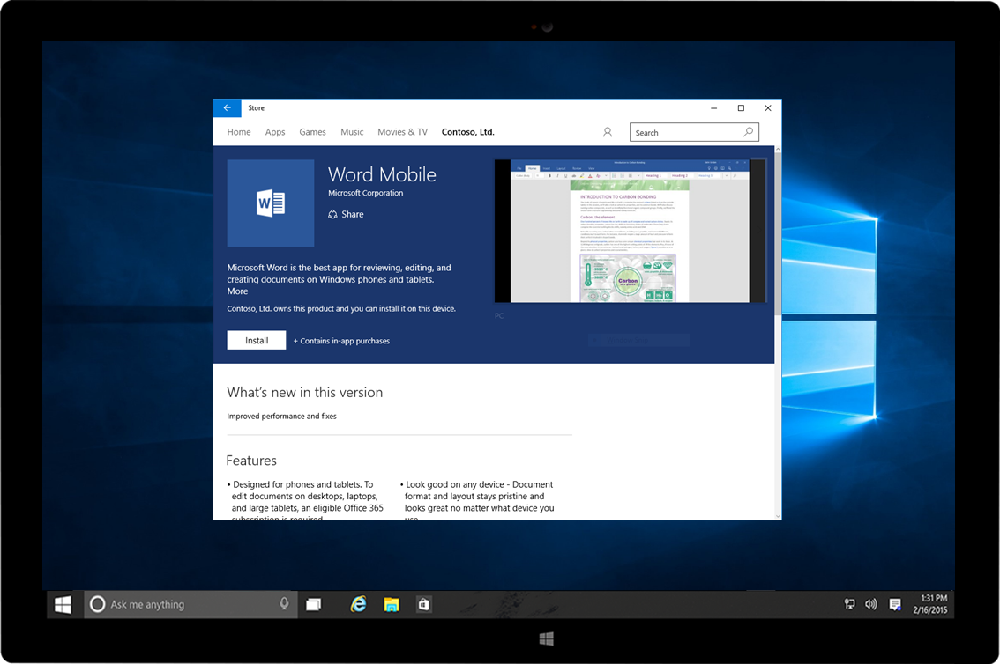 Store
Home Apps Games Music Movies & TV Contoso, Ltd.
Search
Word Mobile
Microsoft Corporation
Share
W
Microsoft Word is the best app for reviewing, editing, and
creating documents on Windows phones and tablets.
More
Contoso, Ltd. owns this product and you can install it on this device.
Install + Contains in-app purchases
INTRODUCTION TO CARBON BONDING
Carbon, the element
Carbon
PC
What's new in this version
Improved performance and fixes
Features
• Designed for phones and tablets. To
edit documents on desktops, laptops,
and large tablets, an eligible Office 365
subscription is required
• Look good on any device - Document
format and layout stays pristine and
looks great no matter what device you
use
Ask me anything
1:31 PM
2/16/2015